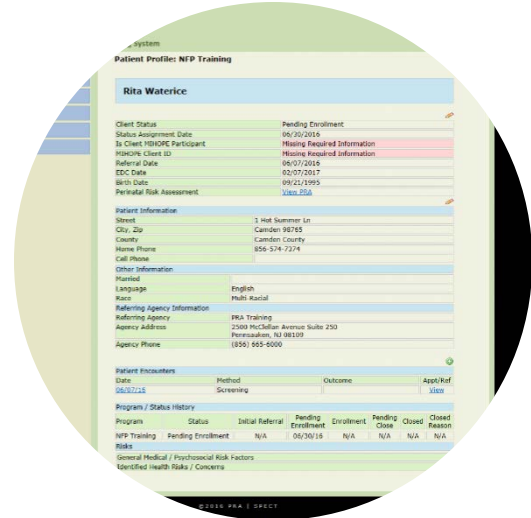 System
Patient Profile: NFP Training
Rita Waterice
Client Status Pending Enrollment
Status Assignment Date 06/30/2016
Is Client MIHOPE Participant Missing Required Information
MIHOPE Client ID Missing Required Information
Referral Date 06/07/2016
EDC Date 02/07/2017
Birth Date 09/21/1995
Perinatal Risk Assessment View PRA
Patient Information
Street 1 Hot Summer Ln
City, Zip Camden 98765
County Camden County
Home Phone 856-574-7374
Cell Phone
Other Information
Married
Language English
Race Multi-Racial
Referring Agency Information
Referring Agency PRA Training
Agency Address 2500 McClellan Avenue Suite 250
Pennsauken, NJ 08109
Agency Phone (856) 665-6000
Patient Encounters
Date Method Outcome Appt/Ref
06/07/16 Screening View
Program / Status History
Program Status Initial Referral Pending Enrollment Enrollment Pending Close Closed Closed Reason
NFP Training Pending Enrollment N/A 06/30/16 N/A N/A N/A N/A
Risks
General Medical / Psychosocial Risk Factors
Identified Health Risks / Concerns
©2016 PRA | SPECT